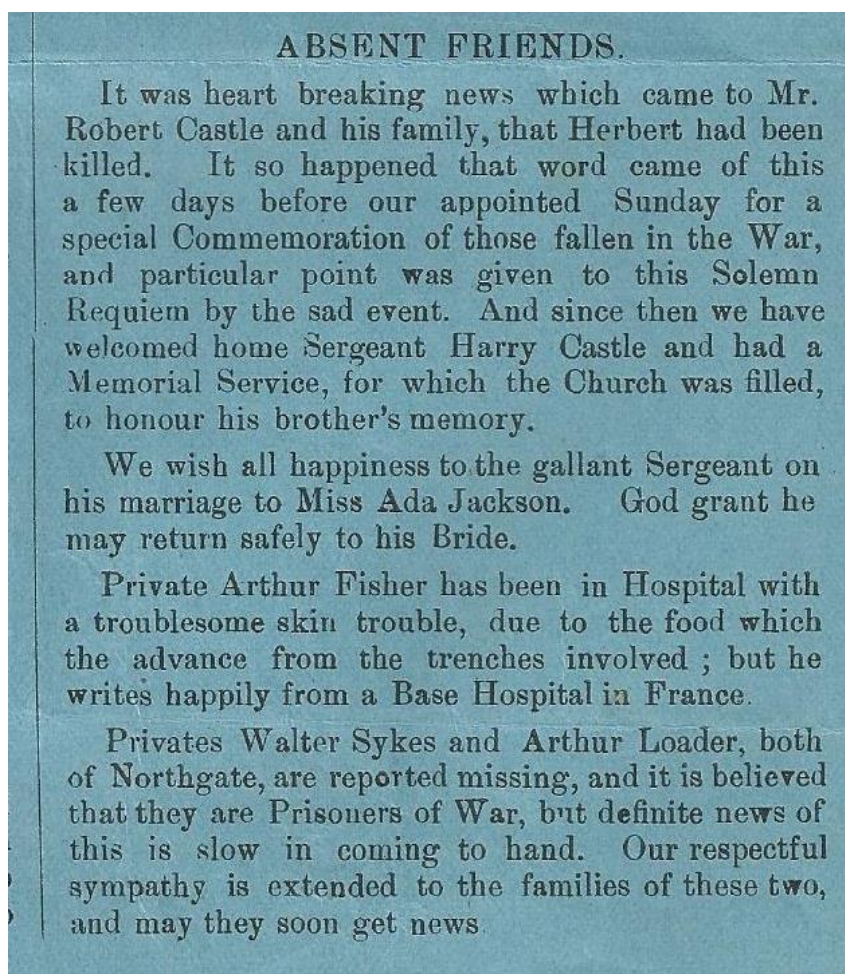 ABSENT FRIENDS.
It was heart breaking news which came to Mr.
Robert Castle and his family, that Herbert had been
killed. It so happened that word came of this
a few days before our appointed Sunday for a
special Commemoration of those fallen in the War,
and particular point was given to this Solemn
Requiem by the sad event. And since then we have
welcomed home Sergeant Harry Castle and had a
Memorial Service, for which the Church was filled,
to honour his brother's memory.
We wish all happiness to the gallant Sergeant on
his marriage to Miss Ada Jackson. God grant he
may return safely to his Bride.
Private Arthur Fisher has been in Hospital with
a troublesome skin trouble, due to the food which
the advance from the trenches involved ; but he
writes happily from a Base Hospital in France.
Privates Walter Sykes and Arthur Loader, both
of Northgate, are reported missing, and it is believed
that they are Prisoners of War, but definite news of
this is slow in coming to hand. Our respectful
sympathy is extended to the families of these two,
and may they soon get news